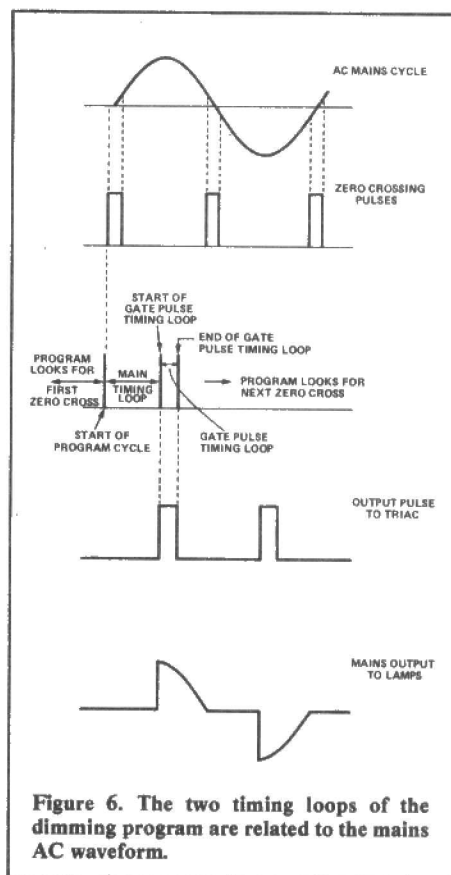 AC MAINS CYCLE
ZERO CROSSING
PULSES
START OF
GATE PULSE
TIMING LOOP
END OF GATE
PULSE TIMING LOOP
PROGRAM
LOOKS FOR
FIRST
ZERO CROSS
MAIN
TIMING
LOOP
PROGRAM LOOKS FOR
NEXT ZERO CROSS
START OF
PROGRAM CYCLE
GATE PULSE
TIMING LOOP
OUTPUT PULSE
TO TRIAC
MAINS OUTPUT
TO LAMPS
Figure 6. The two timing loops of the
dimming program are related to the mains
AC waveform.